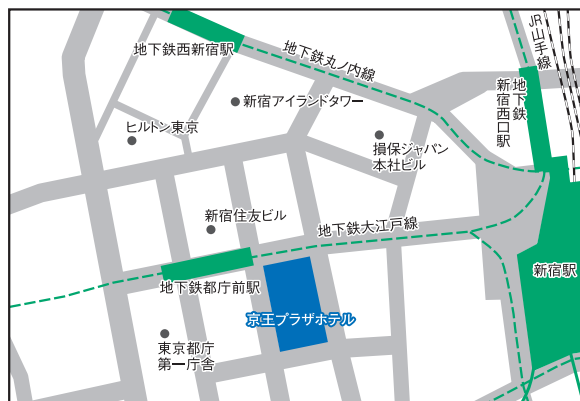 地下鉄西新宿駅
地下鉄丸ノ内線
JR山手線
新宿アイランドタワー
地下鉄
新宿西口駅
ヒルトン東京
損保ジャパン
本社ビル
新宿住友ビル
地下鉄大江戸線
新宿駅
地下鉄都庁前駅
京王プラザホテル
東京都庁
第一庁舎